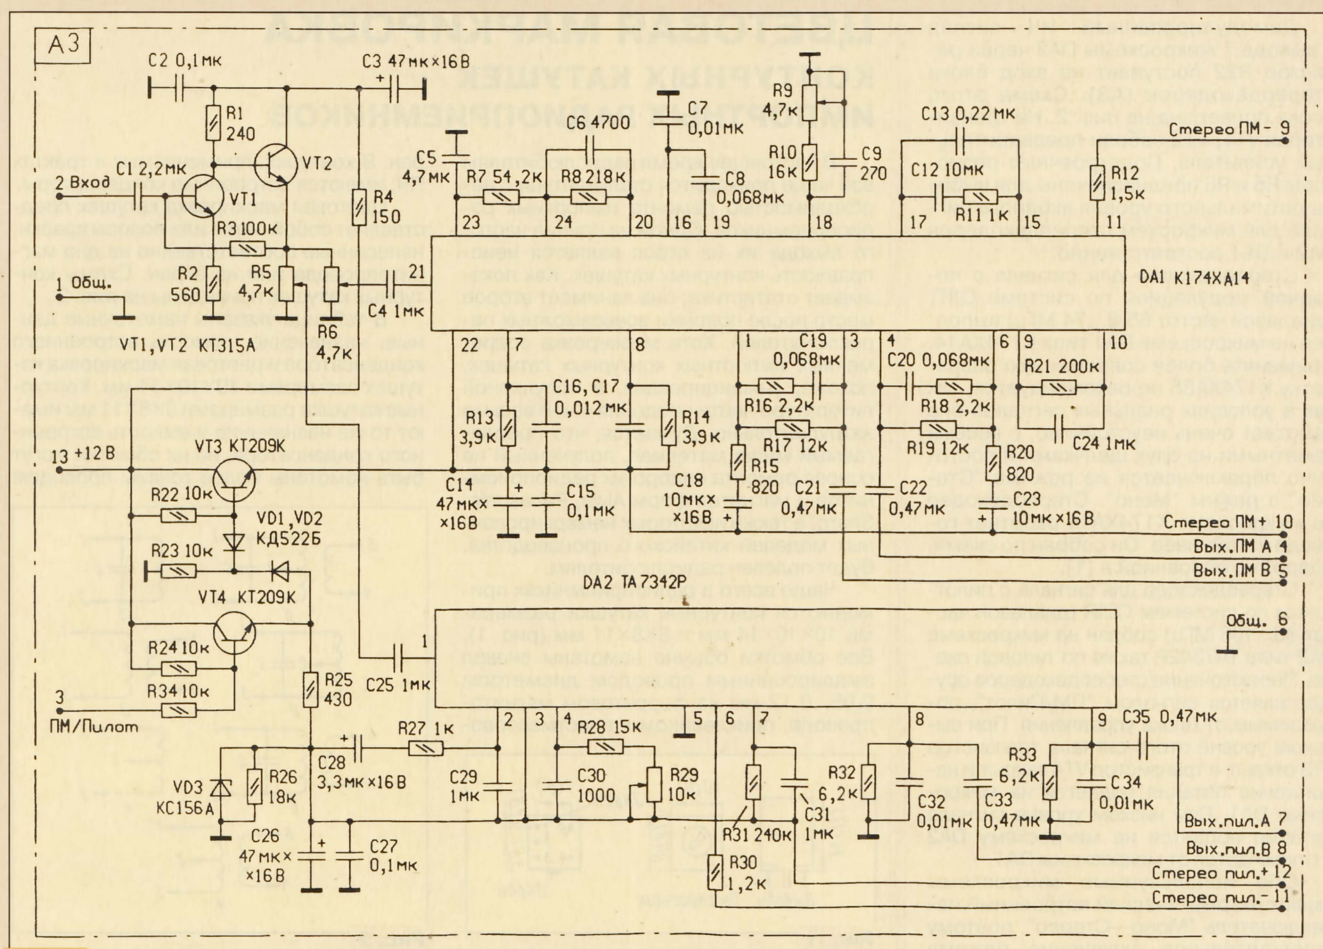 А3
C2 0,1мк
C3 47мк×16В
+
R1
240
VT2
C1 2,2мк
2 Вход
VT1
R3 100к
R4
150
R2
560
R5
4,7к
21
C4 1мк
1 Общ.
R6
4,7к
VT1, VT2 КТ315А
C5
4,7мк
C6 4700
R7 54,2к
R8 218к
23
24
20
C7
0,01мк
C8
0,068мк
19
R9
4,7к
R10
16к
C9
270
18
C13 0,22мк
C12 10мк
R11 1к
R12
1,5к
17
15
11
Стерео ПМ- 9
DA1 К174ХА14
22
8
1
4
6
9
10
R13
3,9к
C16, C17
0,012мк
R14
3,9к
C19
0,068мк
R16 2,2к
R17 12к
R15
820
C20 0,068мк
R18 2,2к
R19 12к
R21 200к
C24 1мк
R20
820
VT3 КТ209К
13 +12В
R22 10к
VD1, VD2
КД522Б
R23 10к
C14
47мк×
×16В
+
C15
0,1мк
C18
10мк×
×16В
C21
0,47мк
C22
0,47мк
C23
10мк×16В
Стерео ПМ+ 10
Вых.ПМ А 4
Вых.ПМ В 5
VT4 КТ209К
DA2 TA7342P
Общ. 6
R24 10к
R34 10к
3
ПМ/Пилот
R25
430
1
C25 1мк
2
3
4
5
6
7
8
9
VD3
КС156А
R26
18к
+
C28
3,3мк×16В
R27 1к
C29
1мк
R28 15к
C30
1000
R29
10к
R31 240к
C31
1мк
R32
6,2к
C32
0,01мк
C33
0,47мк
R33
6,2к
C34
0,01мк
C35 0,47мк
C26
47мк×
×16В
+
C27
0,1мк
R30
1,2к
Вых.пил.А 7
Вых.пил.В 8
Стерео пил.+ 12
Стерео пил.- 11